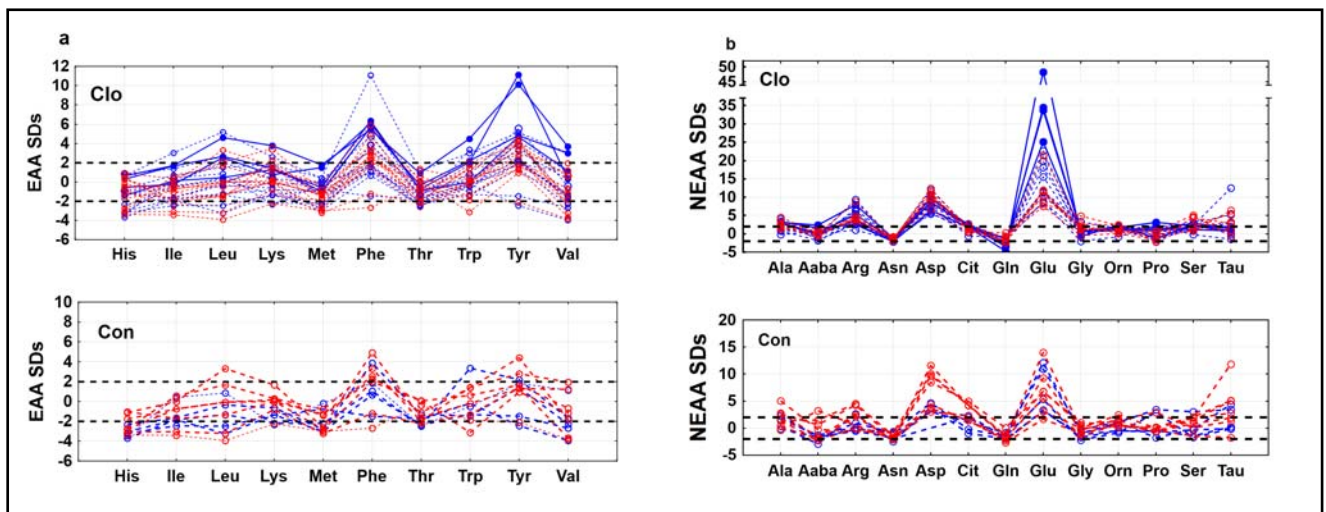 a
EAA SDs
12
10
8
6
4
2
0
-2
-4
-6
Clo
His Ile Leu Lys Met Phe Thr Trp Tyr Val
EAA SDs
10
8
6
4
2
0
-2
-4
-6
Con
His Ile Leu Lys Met Phe Thr Trp Tyr Val
b
NEAA SDs
50
45
35
30
25
20
15
10
5
0
-5
Clo
Ala Aaba Arg Asn Asp Cit Gln Glu Gly Orn Pro Ser Tau
NEAA SDs
20
15
10
5
0
-5
Con
Ala Aaba Arg Asn Asp Cit Gln Glu Gly Orn Pro Ser Tau